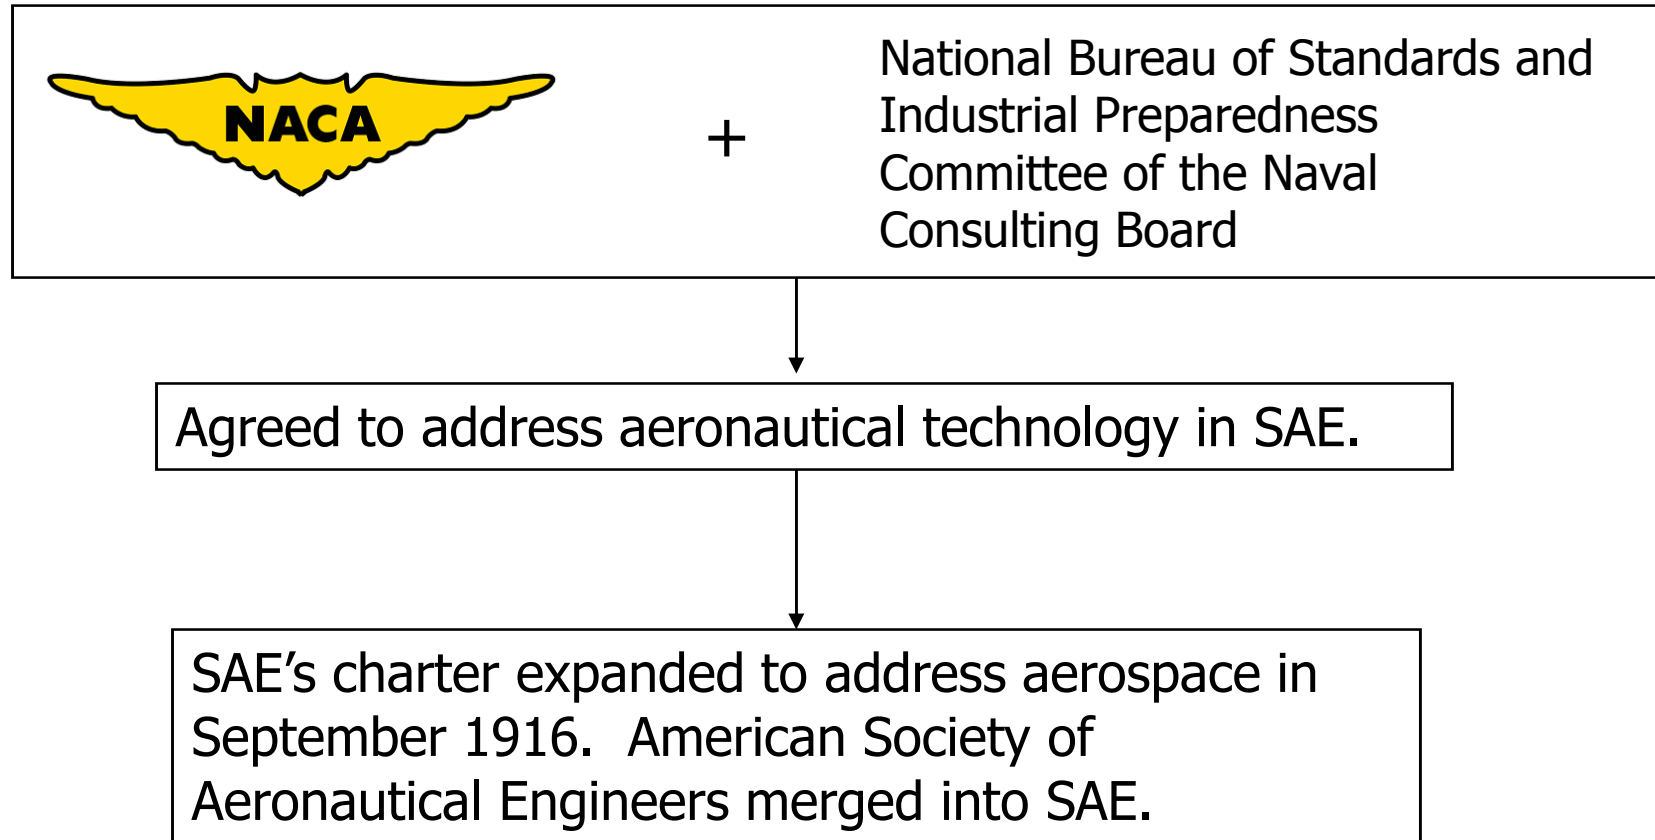 NACA
+
National Bureau of Standards and
Industrial Preparedness
Committee of the Naval
Consulting Board
Agreed to address aeronautical technology in SAE.
SAE’s charter expanded to address aerospace in
September 1916.  American Society of
Aeronautical Engineers merged into SAE.